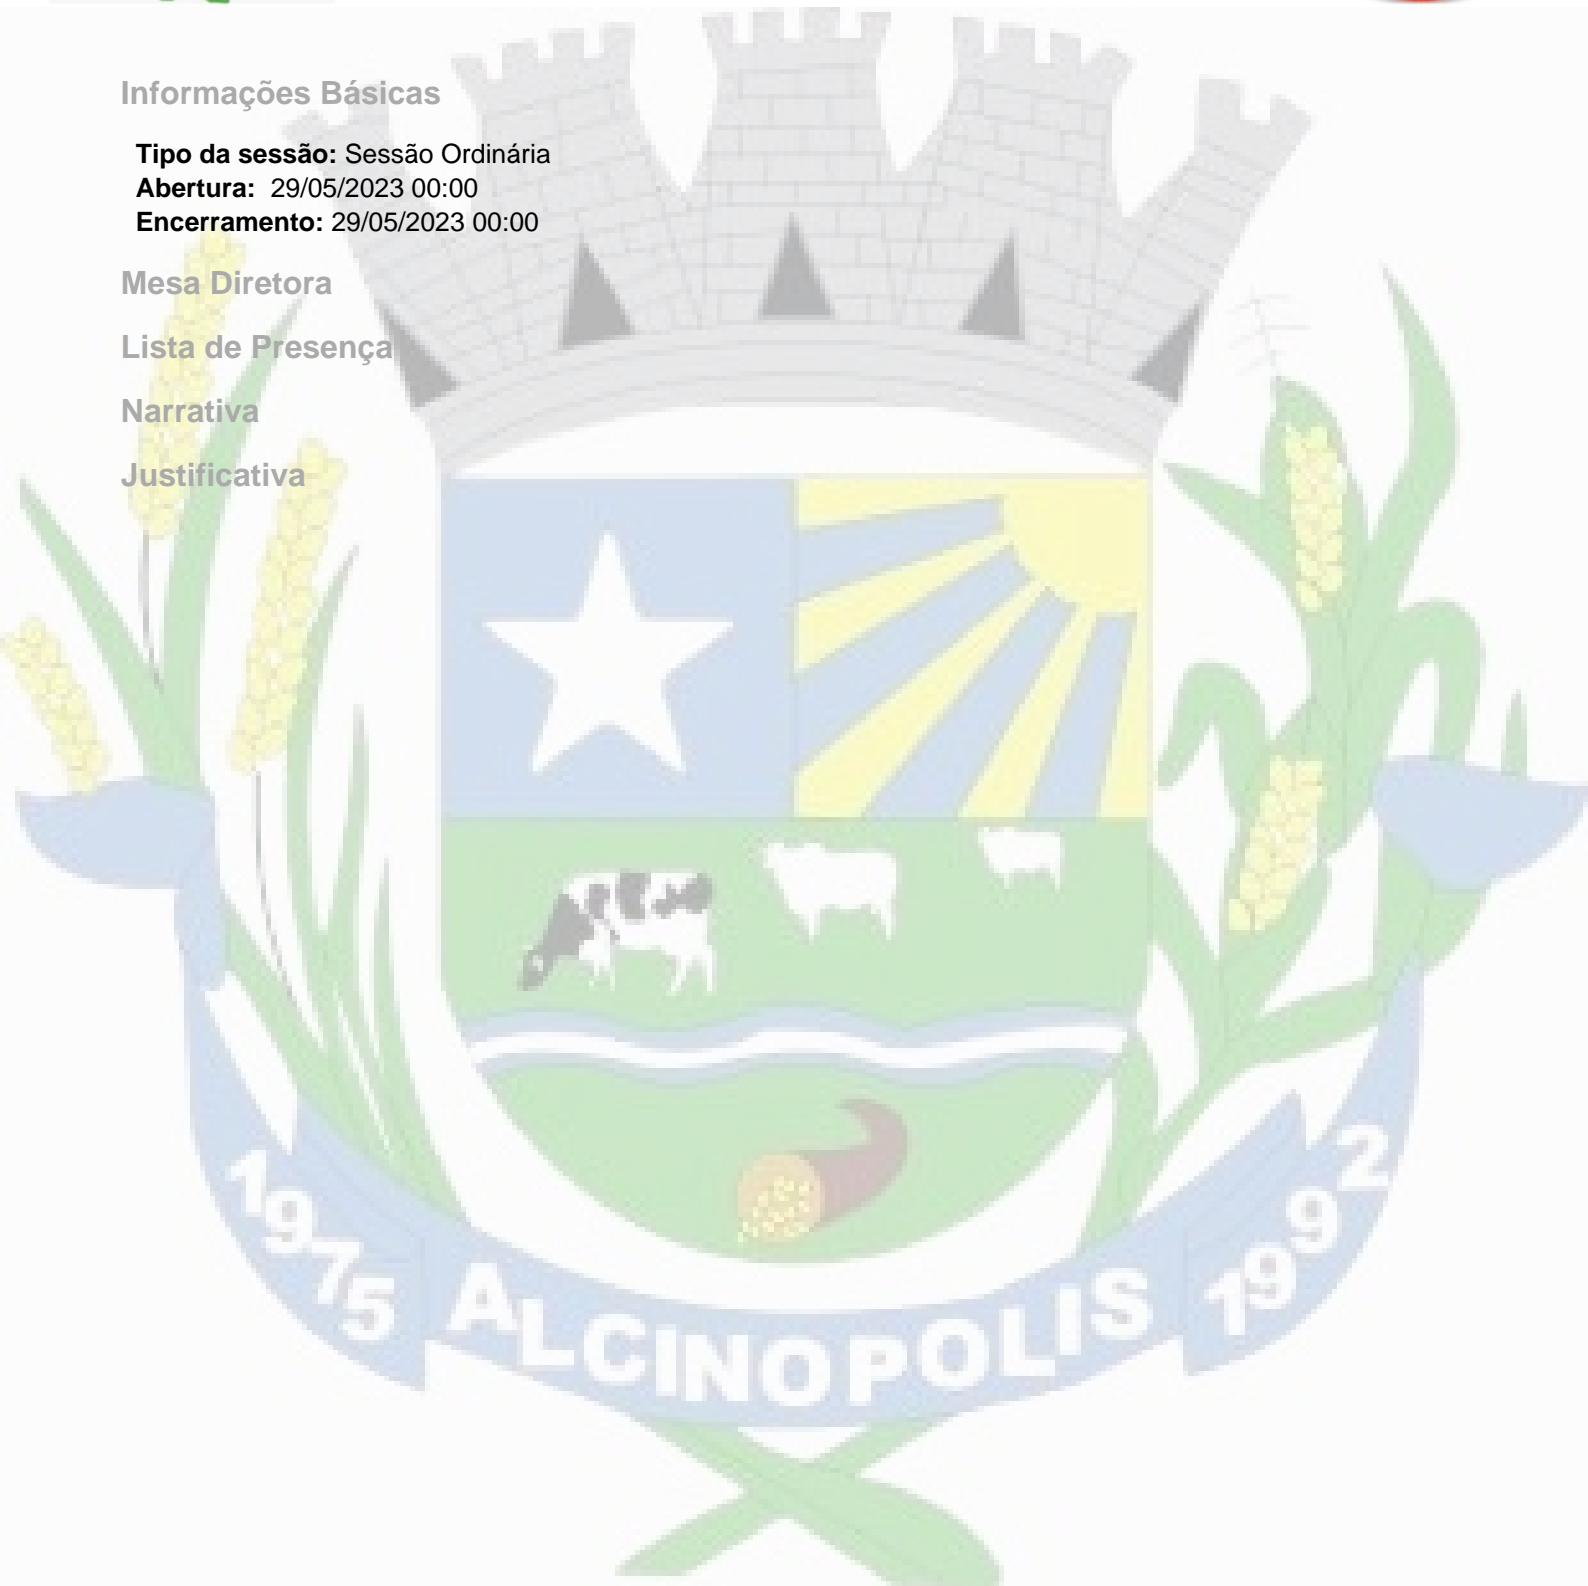 Informações Básicas
Tipo da sessão: Sessão Ordinária
Abertura: 29/05/2023 00:00
Encerramento: 29/05/2023 00:00
Mesa Diretora
Lista de Presença
Narrativa
Justificativa
1975 ALCINOPOLIS 1992